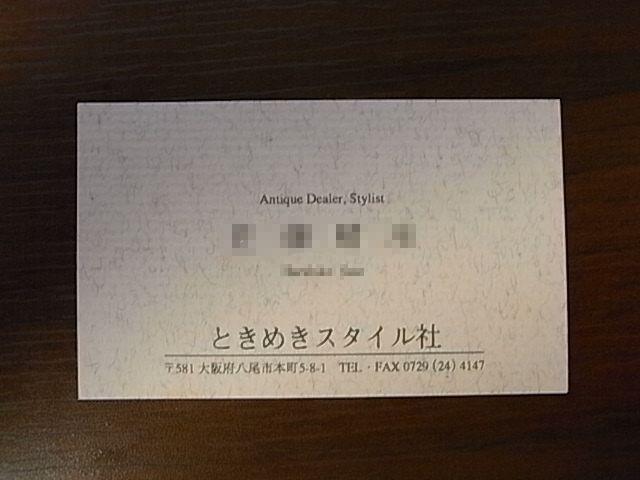 Antique Dealer, Stylist
ときめきスタイル社
〒581 大阪府八尾市本町5-8-1 TEL・FAX 0729 (24) 4147